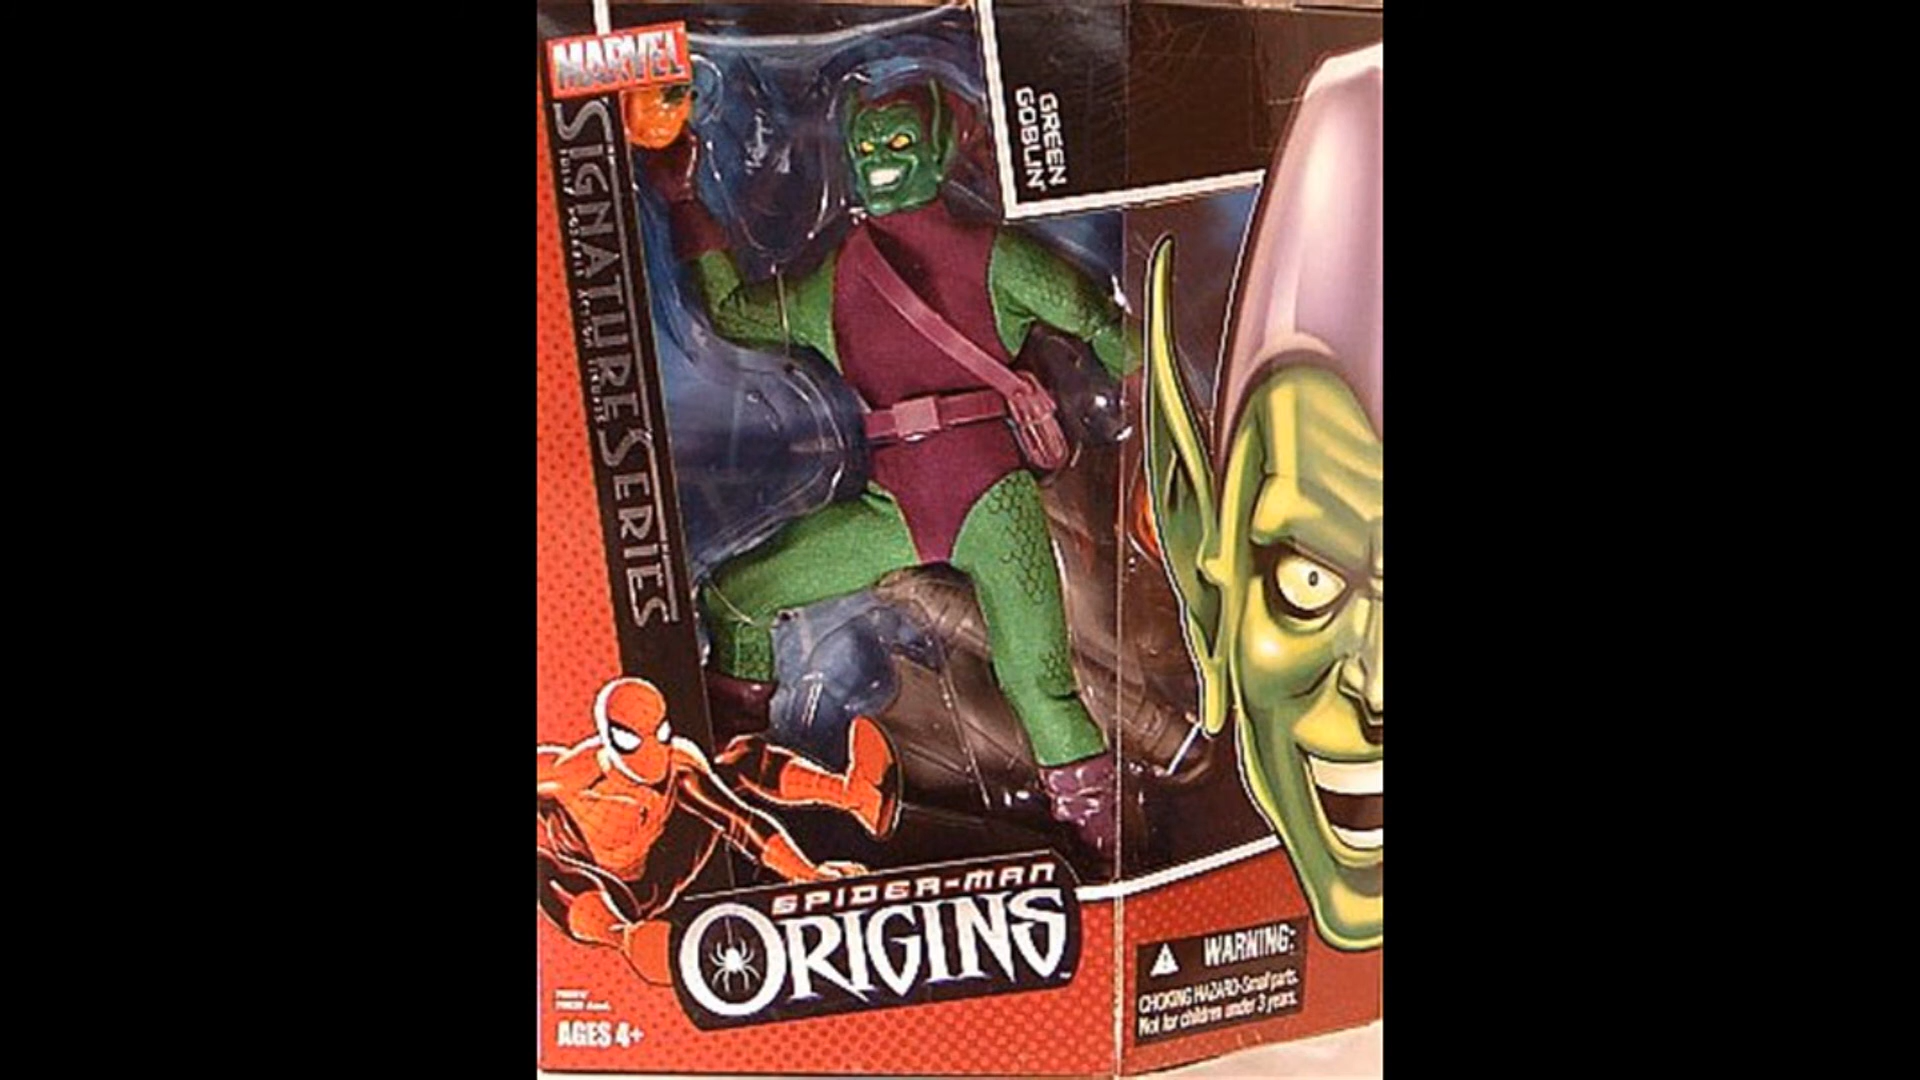 MARVEL
SIGNATURE SERIES
GREEN
GOBLIN
SPIDER-MAN
ORIGINS
WARNING:
CHOKING HAZARD-Small parts.
Not for children under 3 years.
AGES 4+